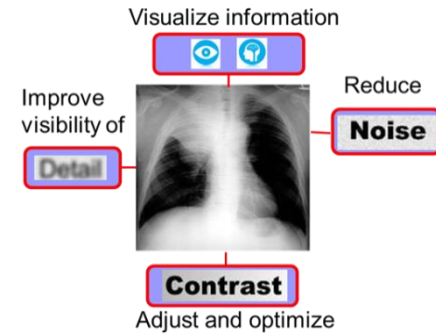 Visualize information
Improve
visibility of
Detail
Reduce
Noise
Contrast
Adjust and optimize